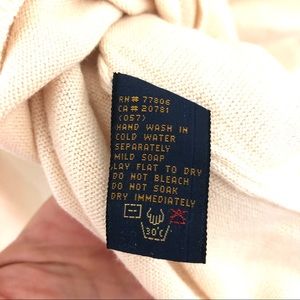 RN# 77806
CA# 20781
(057)
HAND WASH IN
COLD WATER
SEPARATELY
MILD SOAP
LAY FLAT TO DRY
DO NOT BLEACH
DO NOT SOAK
DRY IMMEDIATELY
30°C